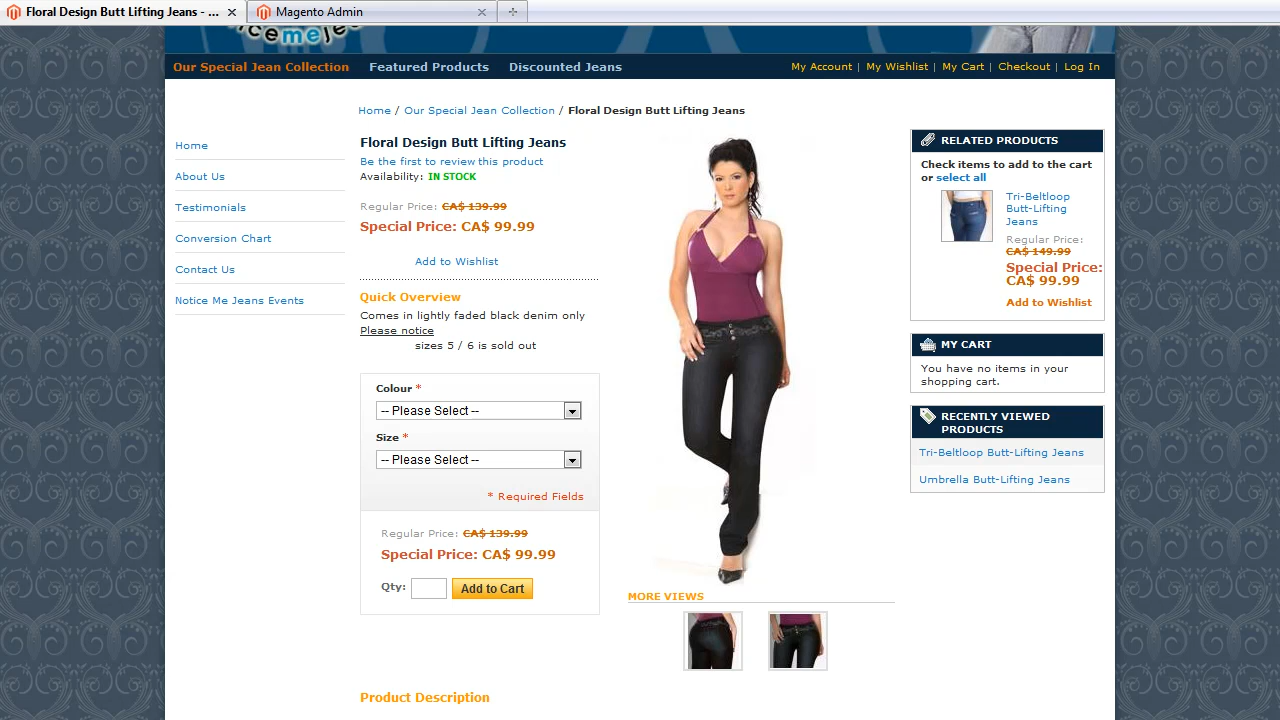 Floral Design Butt Lifting Jeans - ...
Magento Admin
Our Special Jean Collection
Featured Products
Discounted Jeans
My Account | My Wishlist | My Cart | Checkout | Log In
Home / Our Special Jean Collection / Floral Design Butt Lifting Jeans
Home
About Us
Testimonials
Conversion Chart
Contact Us
Notice Me Jeans Events
Floral Design Butt Lifting Jeans
Be the first to review this product
Availability: IN STOCK
Regular Price: CA$ 139.99
Special Price: CA$ 99.99
Add to Wishlist
Quick Overview
Comes in lightly faded black denim only
Please notice
sizes 5 / 6 is sold out
Colour *
-- Please Select --
Size *
-- Please Select --
* Required Fields
Regular Price: CA$ 139.99
Special Price: CA$ 99.99
Qty:
Add to Cart
MORE VIEWS
Product Description
RELATED PRODUCTS
Check items to add to the cart
or select all
Tri-Beltloop
Butt-Lifting
Jeans
Regular Price:
CA$ 149.99
Special Price:
CA$ 99.99
Add to Wishlist
MY CART
You have no items in your
shopping cart.
RECENTLY VIEWED
PRODUCTS
Tri-Beltloop Butt-Lifting Jeans
Umbrella Butt-Lifting Jeans